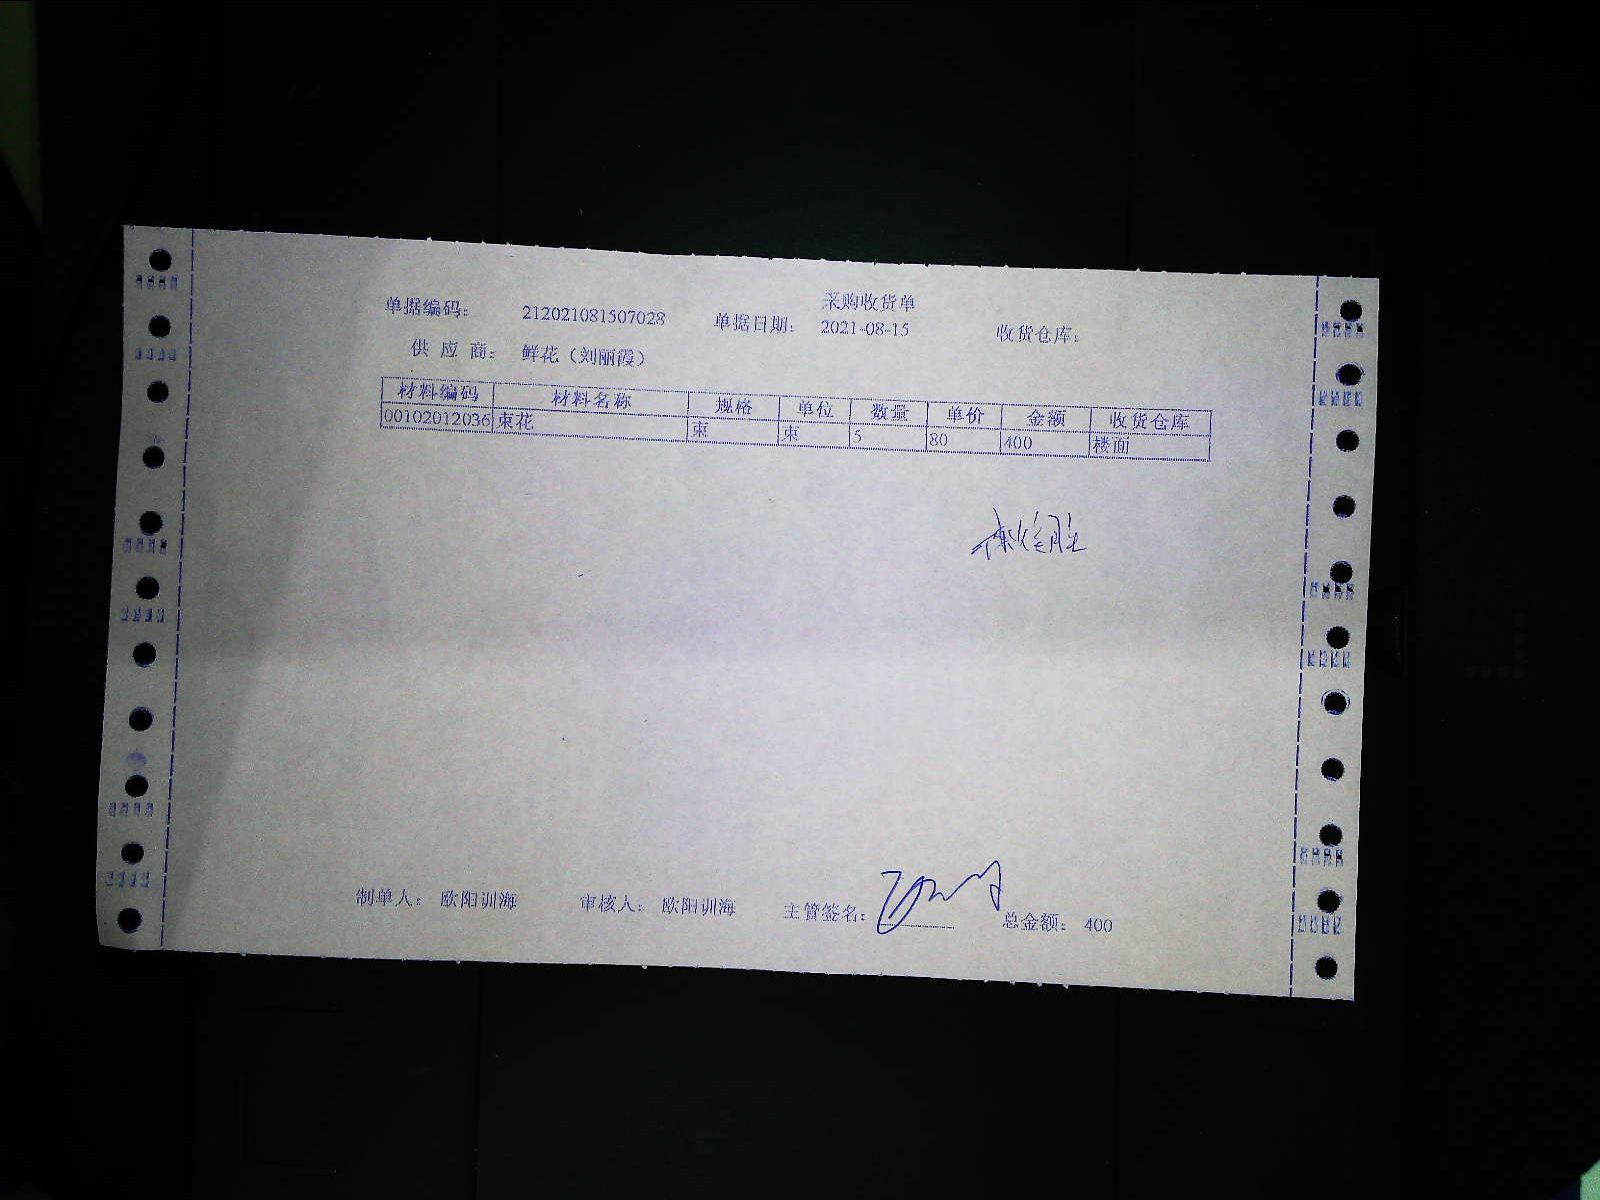 采购收货单
单据编码: 212021081507028 单据日期: 2021-08-15 收货仓库:
供 应 商: 鲜花（刘丽霞）
材料编码 材料名称 规格 单位 数量 单价 金额 收货仓库
00102012036 束花 束 束 5 80 400 楼面
制单人: 欧阳训海 审核人: 欧阳训海 主管签名: 总金额: 400